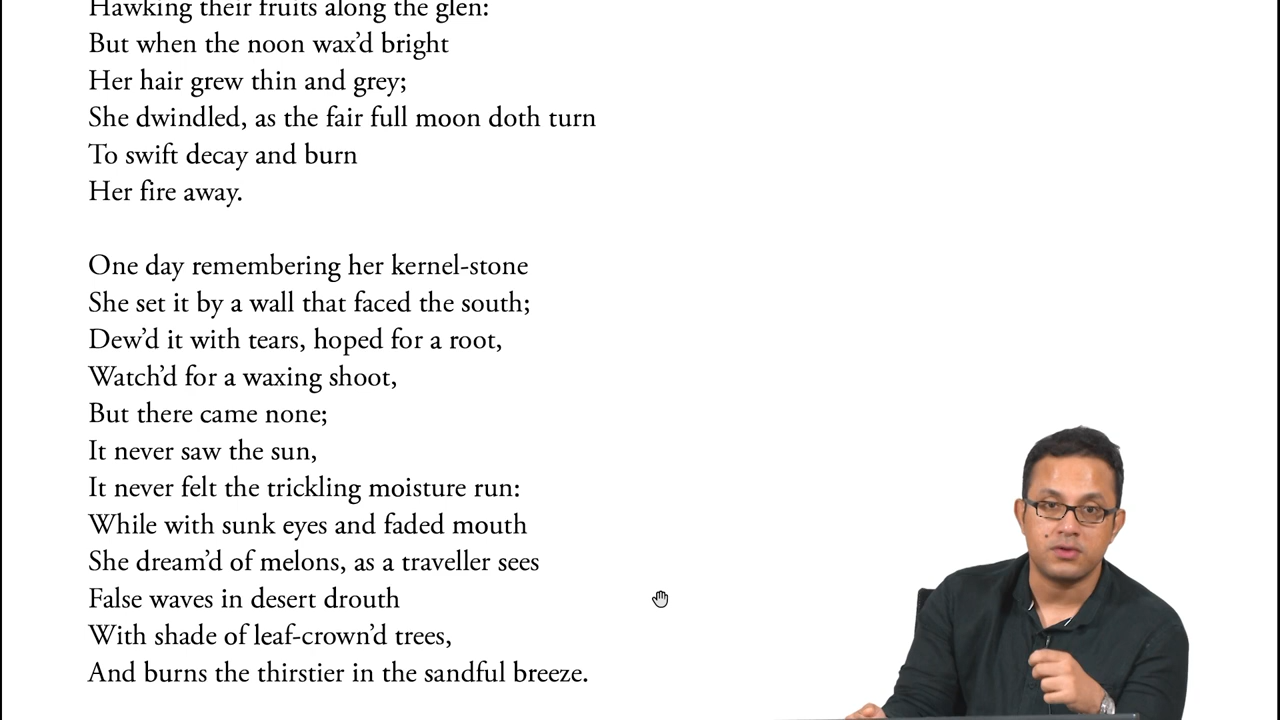 Hawking their fruits along the glen:
But when the noon wax’d bright
Her hair grew thin and grey;
She dwindled, as the fair full moon doth turn
To swift decay and burn
Her fire away.
One day remembering her kernel-stone
She set it by a wall that faced the south;
Dew’d it with tears, hoped for a root,
Watch’d for a waxing shoot,
But there came none;
It never saw the sun,
It never felt the trickling moisture run:
While with sunk eyes and faded mouth
She dream’d of melons, as a traveller sees
False waves in desert drouth
With shade of leaf-crown’d trees,
And burns the thirstier in the sandful breeze.